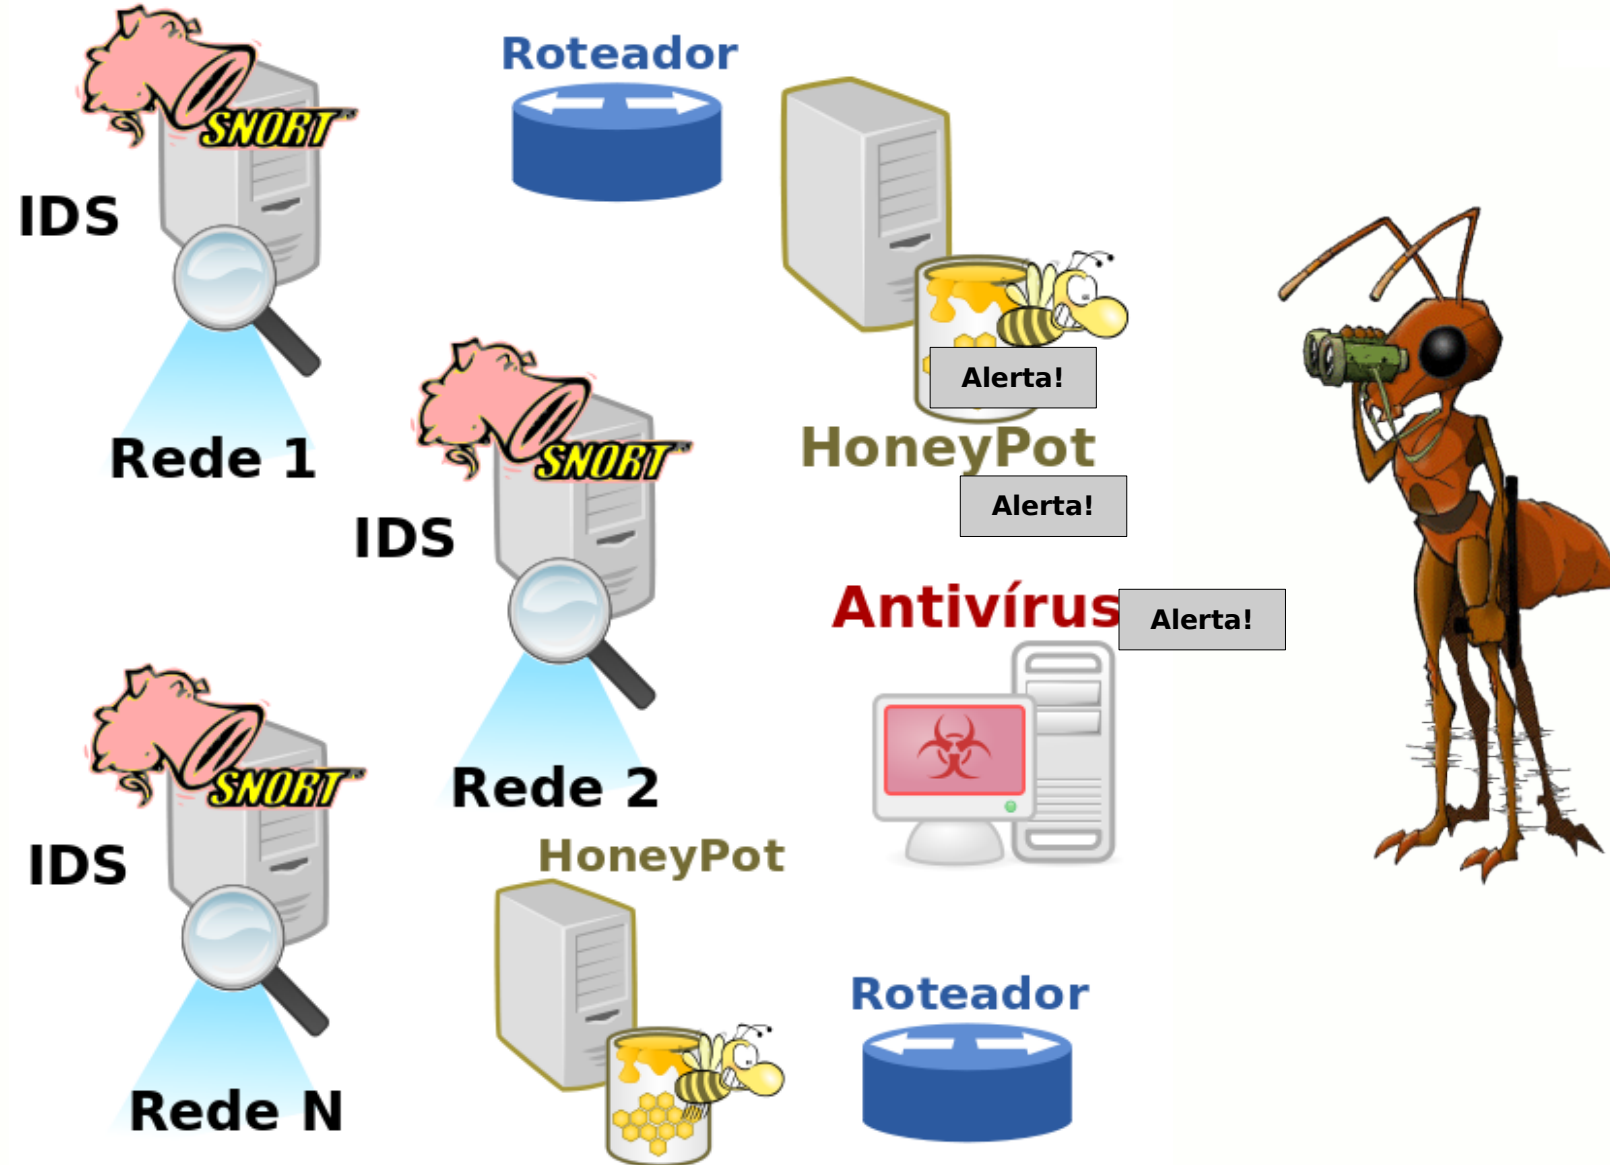 Roteador
SNORT
IDS
Rede 1
Alerta!
HoneyPot
SNORT
IDS
Alerta!
Antivírus
Alerta!
Rede 2
SNORT
IDS
HoneyPot
Rede N
Roteador